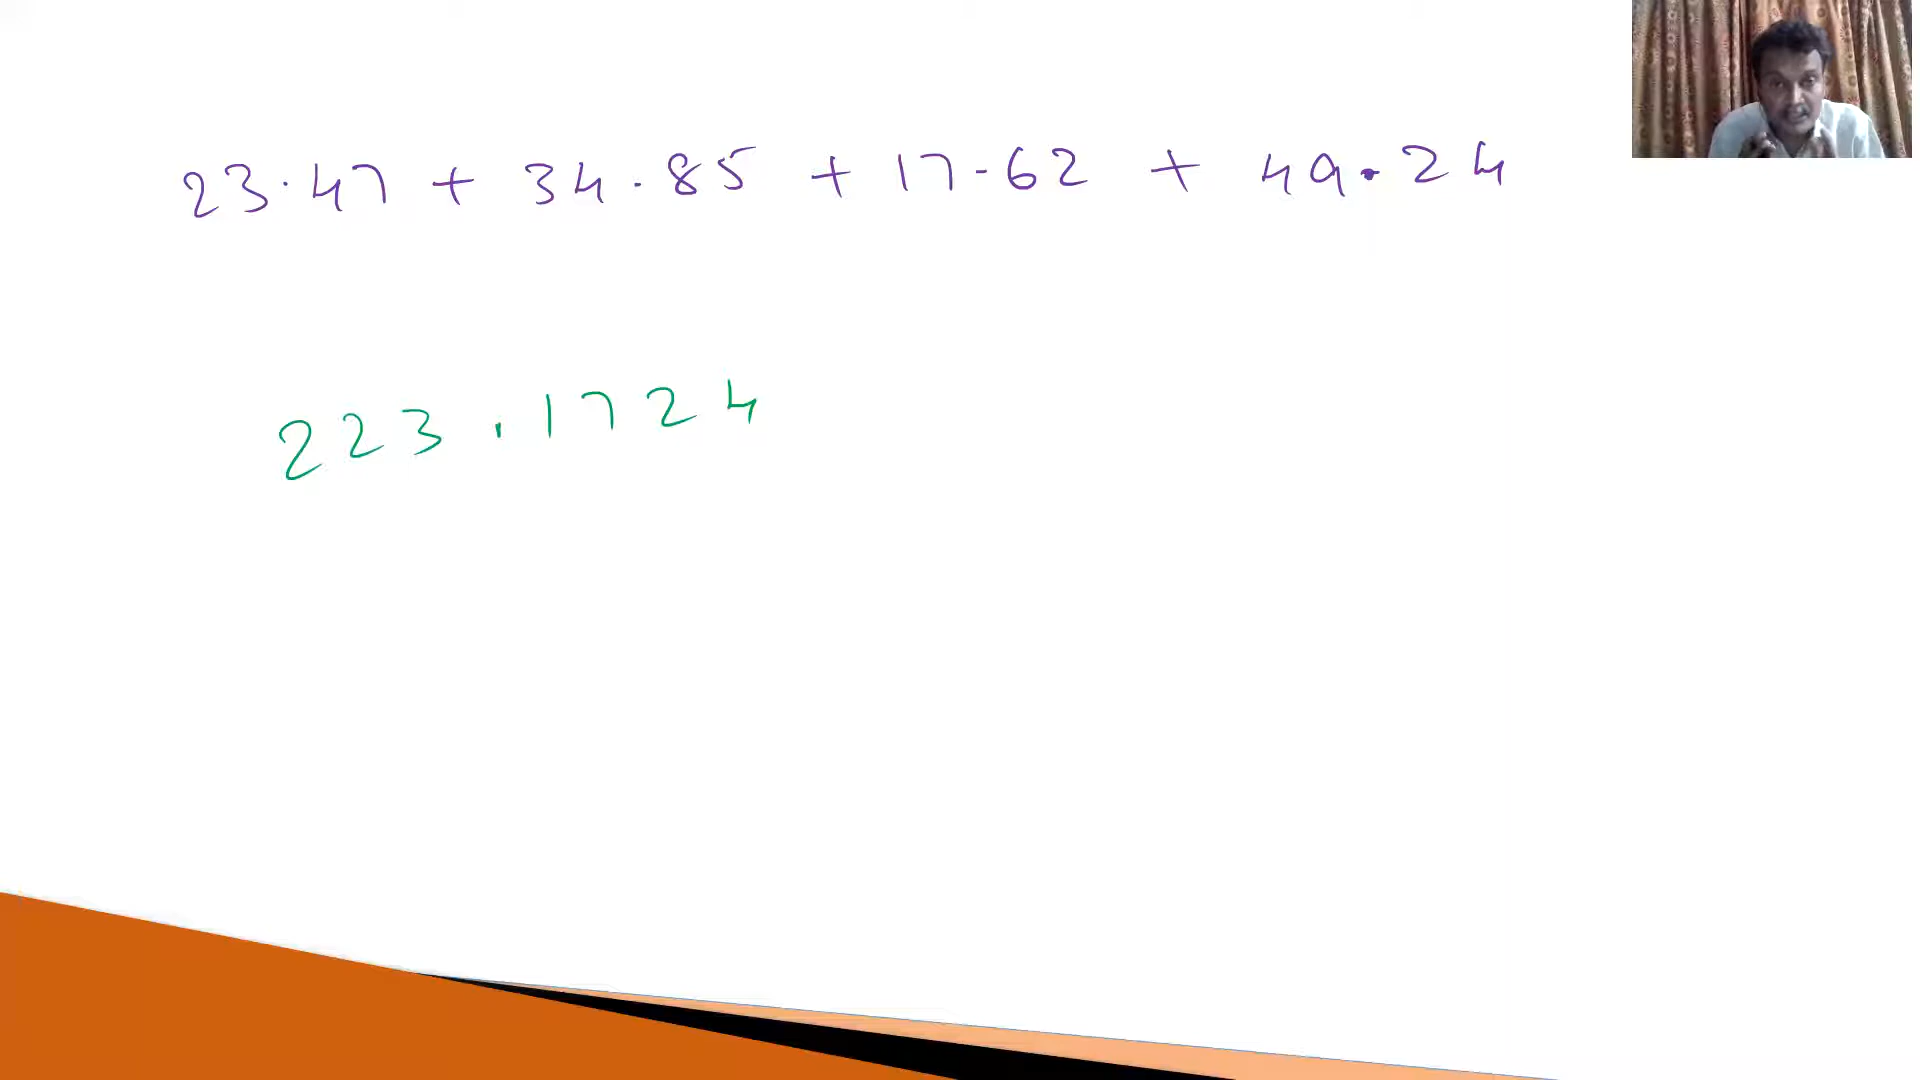 23.47 + 34.85 + 17.62 + 49.24
223.1724